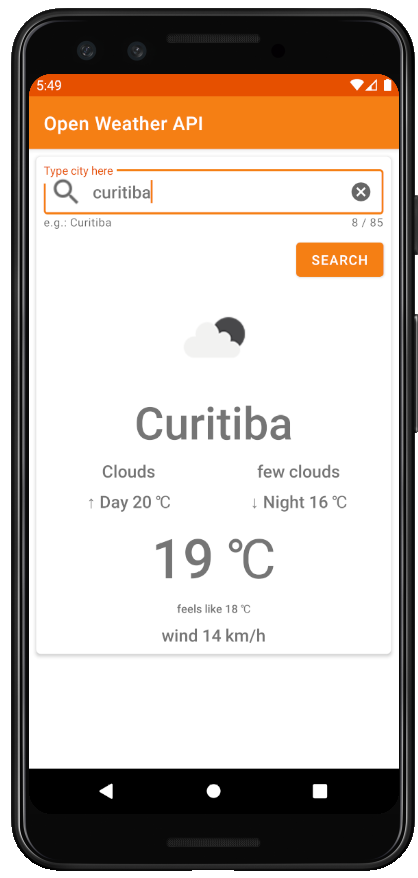 5:49
Open Weather API
Type city here
curitiba
e.g.: Curitiba 8 / 85
SEARCH
Curitiba
Clouds few clouds
↑ Day 20 ℃ ↓ Night 16 ℃
19 ℃
feels like 18 ℃
wind 14 km/h